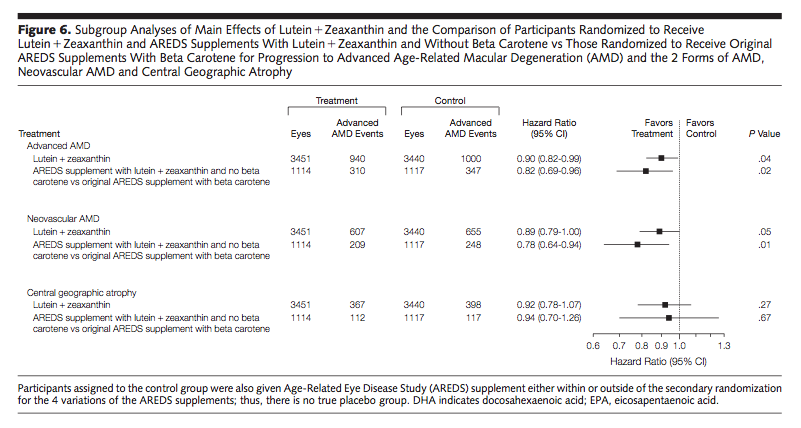 Figure 6. Subgroup Analyses of Main Effects of Lutein + Zeaxanthin and the Comparison of Participants Randomized to Receive
Lutein + Zeaxanthin and AREDS Supplements With Lutein + Zeaxanthin and Without Beta Carotene vs Those Randomized to Receive Original
AREDS Supplements With Beta Carotene for Progression to Advanced Age-Related Macular Degeneration (AMD) and the 2 Forms of AMD,
Neovascular AMD and Central Geographic Atrophy
Treatment Control
Advanced Advanced Hazard Ratio Favors Favors
Treatment Eyes AMD Events Eyes AMD Events (95% CI) Treatment Control P Value
Advanced AMD
Lutein + zeaxanthin 3451 940 3440 1000 0.90 (0.82-0.99) .04
AREDS supplement with lutein + zeaxanthin and no beta 1114 310 1117 347 0.82 (0.69-0.96) .02
carotene vs original AREDS supplement with beta carotene
Neovascular AMD
Lutein + zeaxanthin 3451 607 3440 655 0.89 (0.79-1.00) .05
AREDS supplement with lutein + zeaxanthin and no beta 1114 209 1117 248 0.78 (0.64-0.94) .01
carotene vs original AREDS supplement with beta carotene
Central geographic atrophy
Lutein + zeaxanthin 3451 367 3440 398 0.92 (0.78-1.07) .27
AREDS supplement with lutein + zeaxanthin and no beta 1114 112 1117 117 0.94 (0.70-1.26) .67
carotene vs original AREDS supplement with beta carotene
0.6 0.7 0.8 0.9 1.0 1.3
Hazard Ratio (95% CI)
Participants assigned to the control group were also given Age-Related Eye Disease Study (AREDS) supplement either within or outside of the secondary randomization
for the 4 variations of the AREDS supplements; thus, there is no true placebo group. DHA indicates docosahexaenoic acid; EPA, eicosapentaenoic acid.